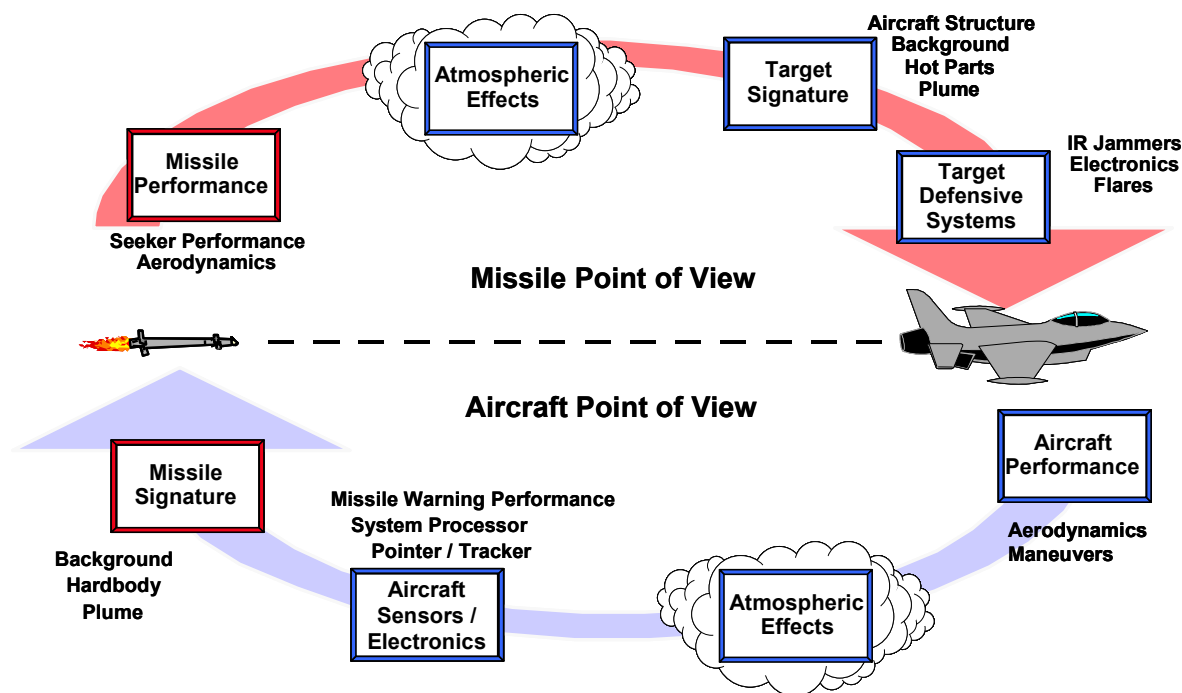 Atmospheric
Effects
Target
Signature
Aircraft Structure
Background
Hot Parts
Plume
Missile
Performance
Seeker Performance
Aerodynamics
Target
Defensive
Systems
IR Jammers
Electronics
Flares
Missile Point of View
Aircraft Point of View
Missile
Signature
Background
Hardbody
Plume
Missile Warning Performance
System Processor
Pointer / Tracker
Aircraft
Sensors /
Electronics
Atmospheric
Effects
Aircraft
Performance
Aerodynamics
Maneuvers